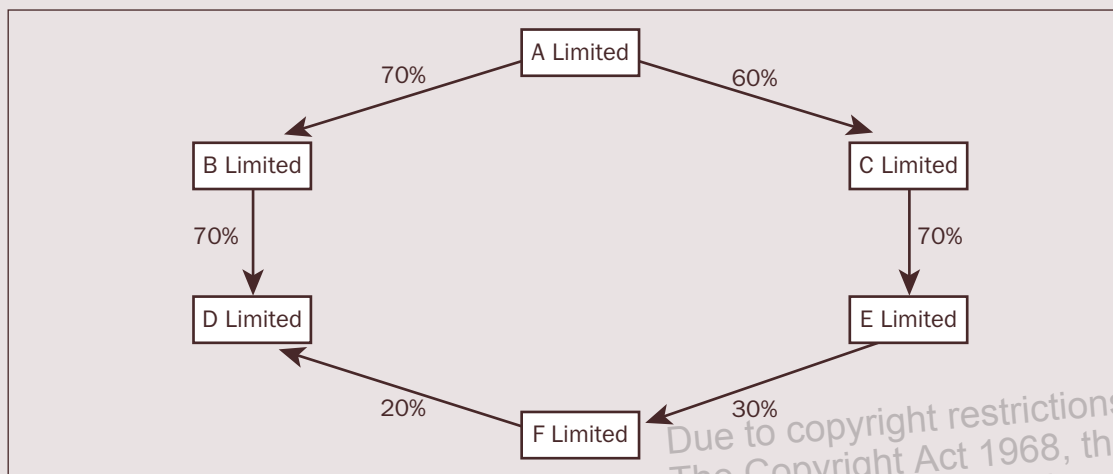 A Limited
70%
60%
B Limited
C Limited
70%
70%
D Limited
E Limited
20%
30%
F Limited
Due to copyright restrictions
The Copyright Act 1968, th